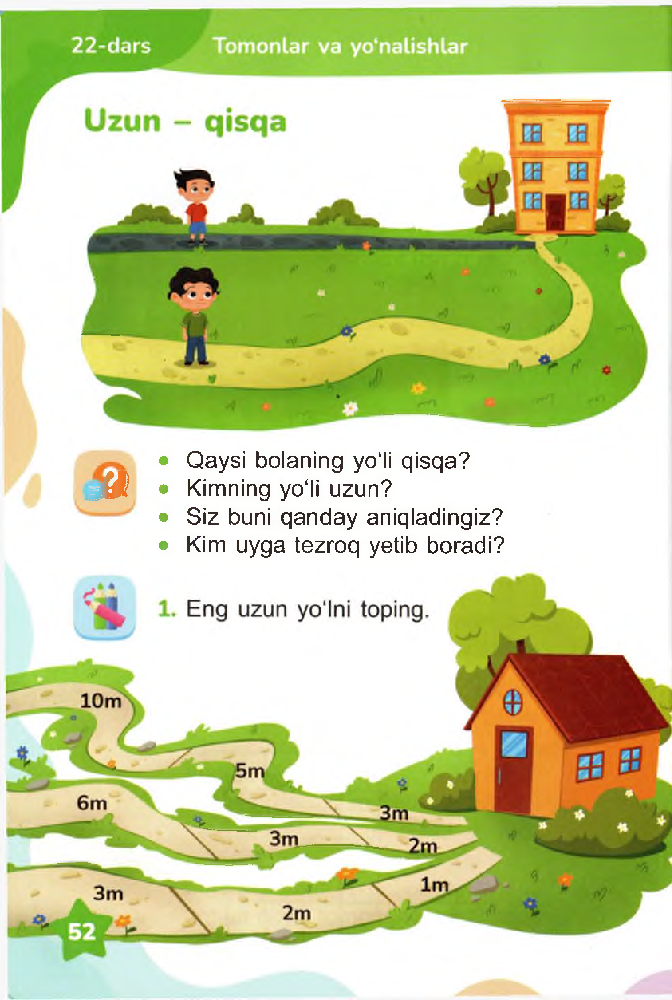 22-dars
Tomonlar va yo‘nalishlar
Uzun – qisqa
• Qaysi bolaning yo‘li qisqa?
• Kimning yo‘li uzun?
• Siz buni qanday aniqladingiz?
• Kim uyga tezroq yetib boradi?
1. Eng uzun yo‘lni toping.
10m
5m
3m
6m
3m
2m
3m
2m
1m
52